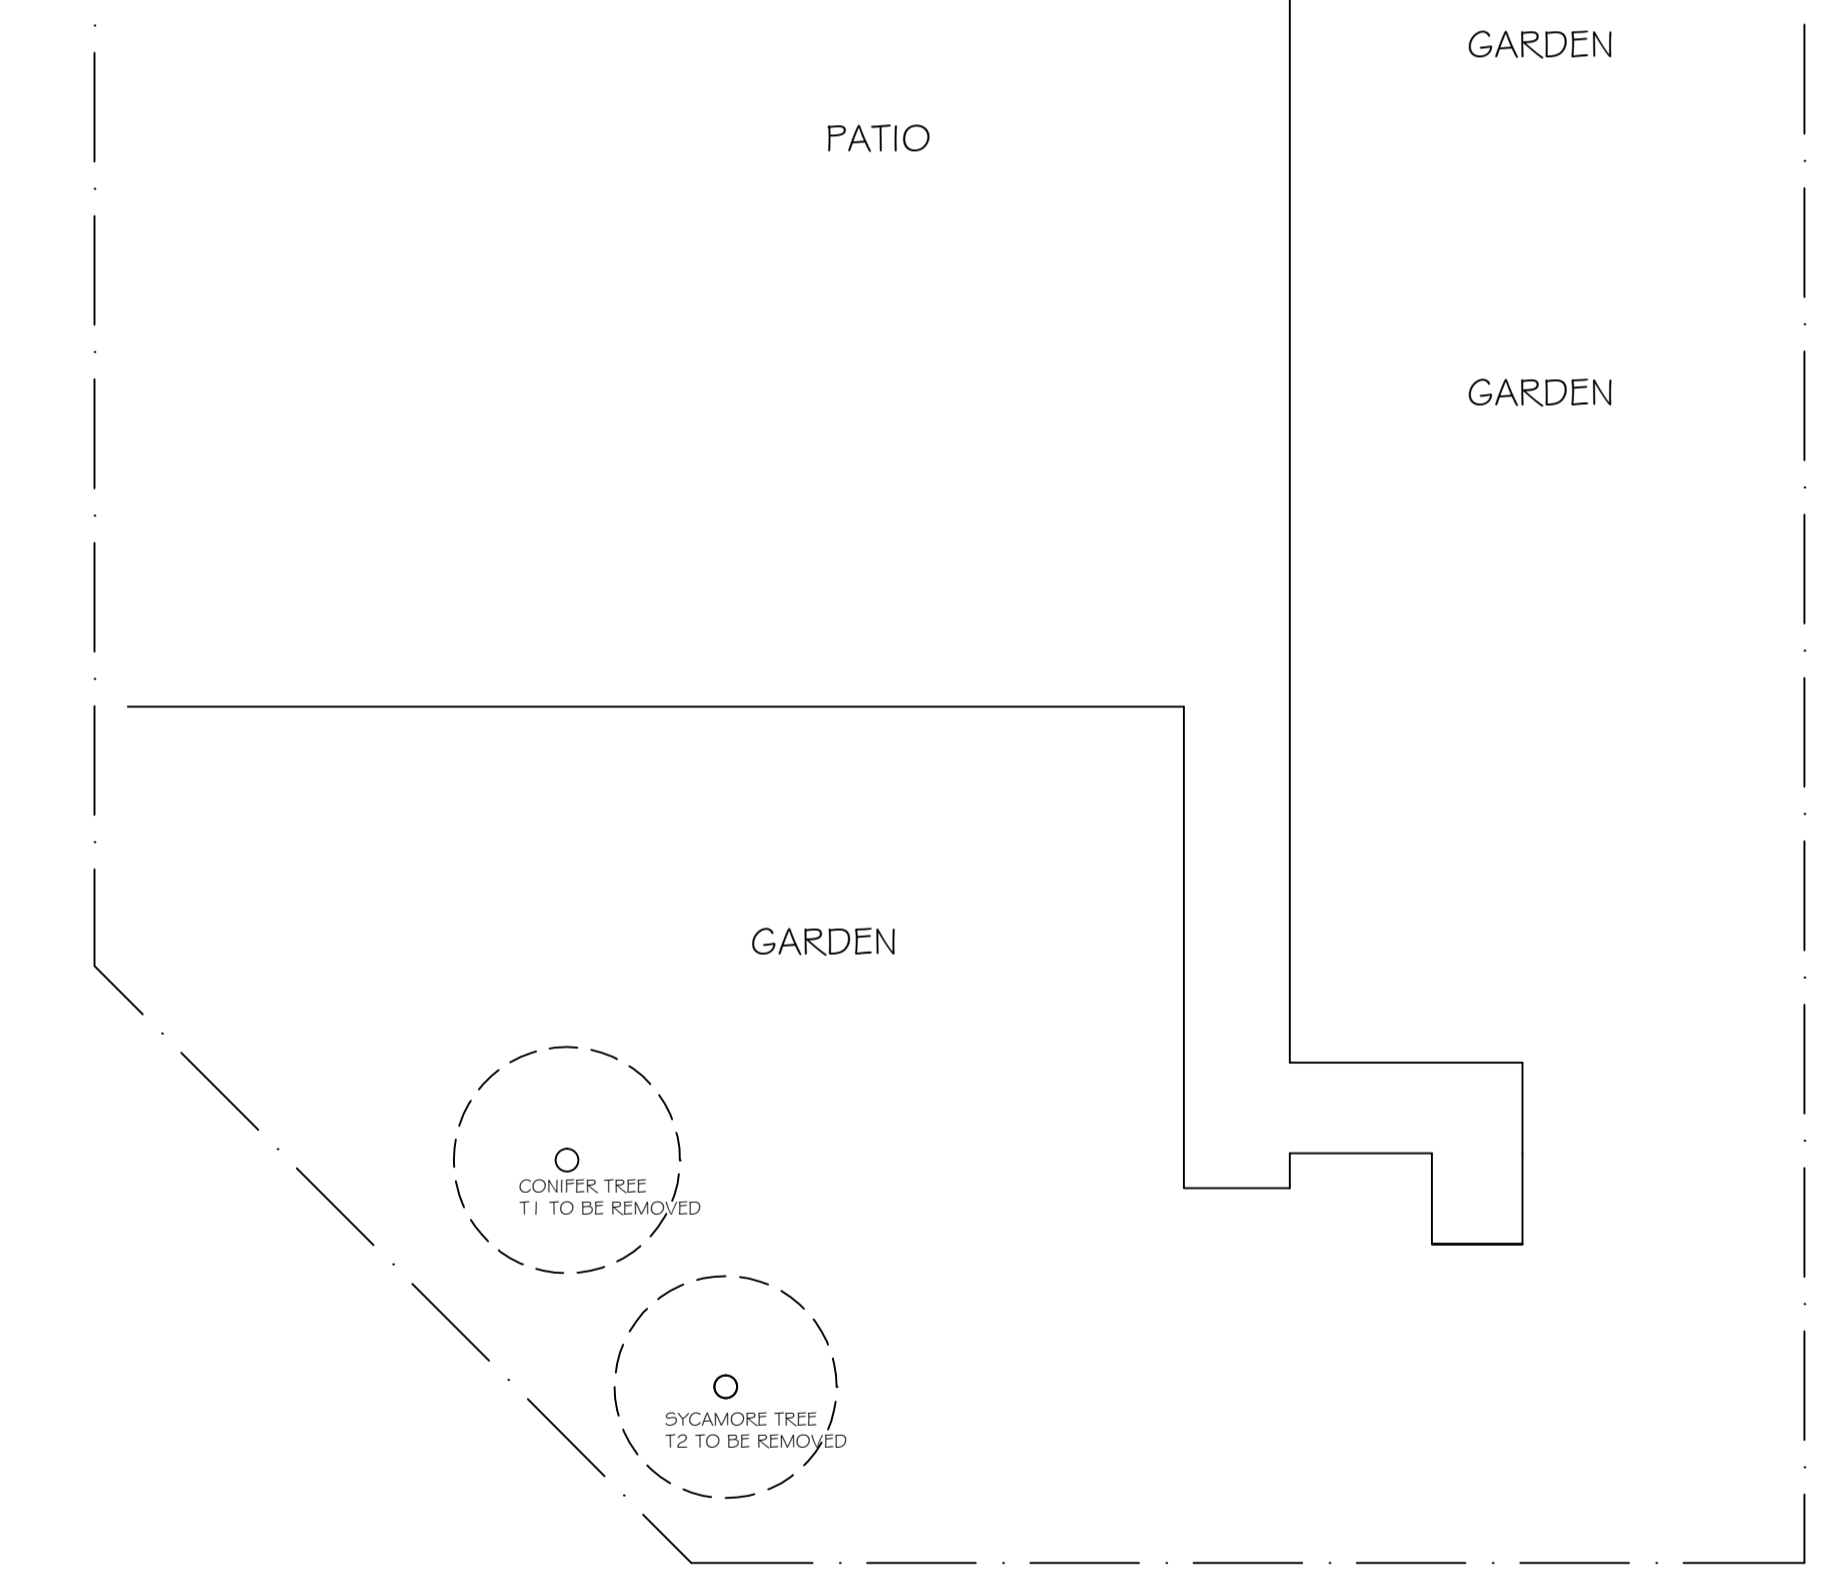 GARDEN
PATIO
GARDEN
GARDEN
CONIFER TREE
T1 TO BE REMOVED
SYCAMORE TREE
T2 TO BE REMOVED